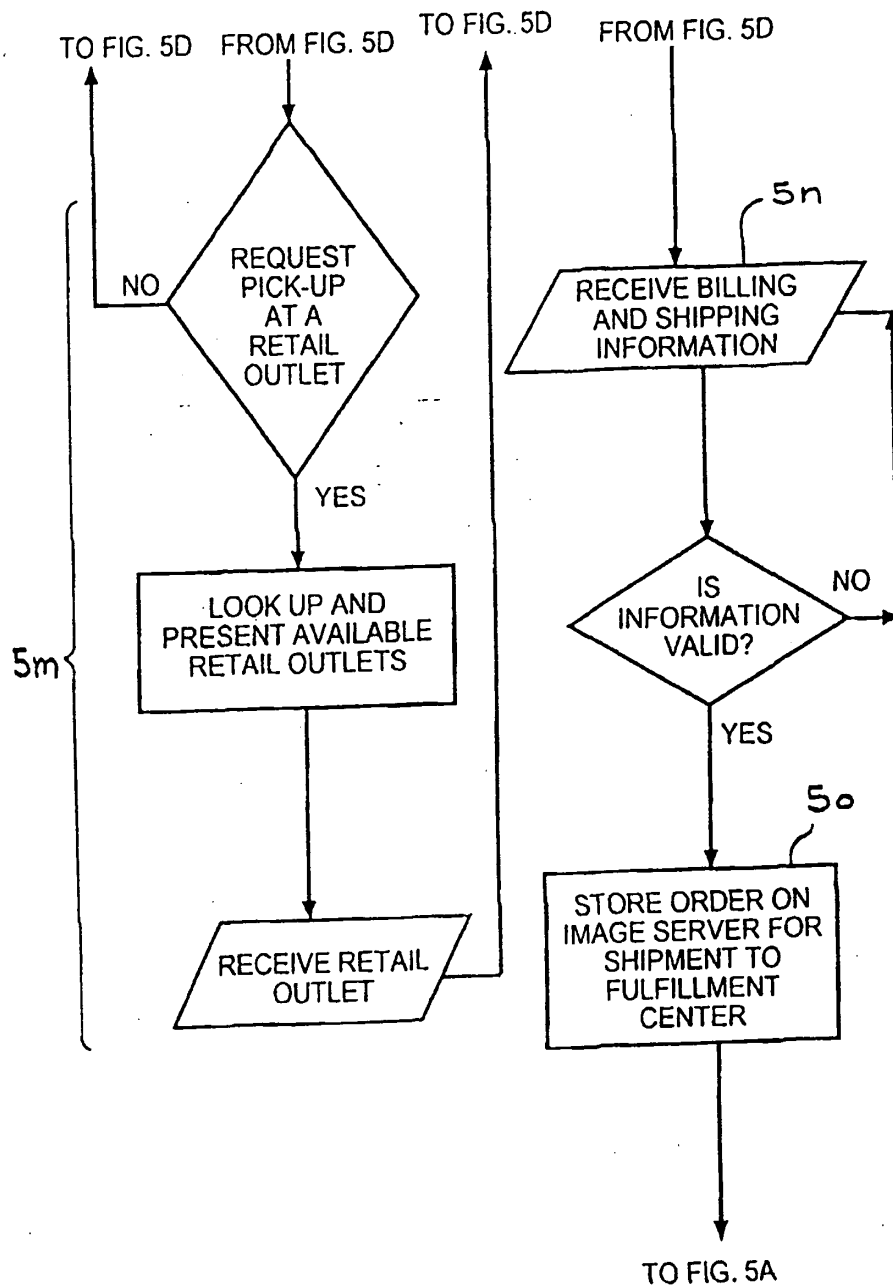 TO FIG. 5D
FROM FIG. 5D
TO FIG. 5D
FROM FIG. 5D
5m
REQUEST
PICK-UP
AT A
RETAIL
OUTLET
NO
YES
LOOK UP AND
PRESENT AVAILABLE
RETAIL OUTLETS
RECEIVE RETAIL
OUTLET
5n
RECEIVE BILLING
AND SHIPPING
INFORMATION
IS
INFORMATION
VALID?
NO
YES
5o
STORE ORDER ON
IMAGE SERVER FOR
SHIPMENT TO
FULFILLMENT
CENTER
TO FIG. 5A